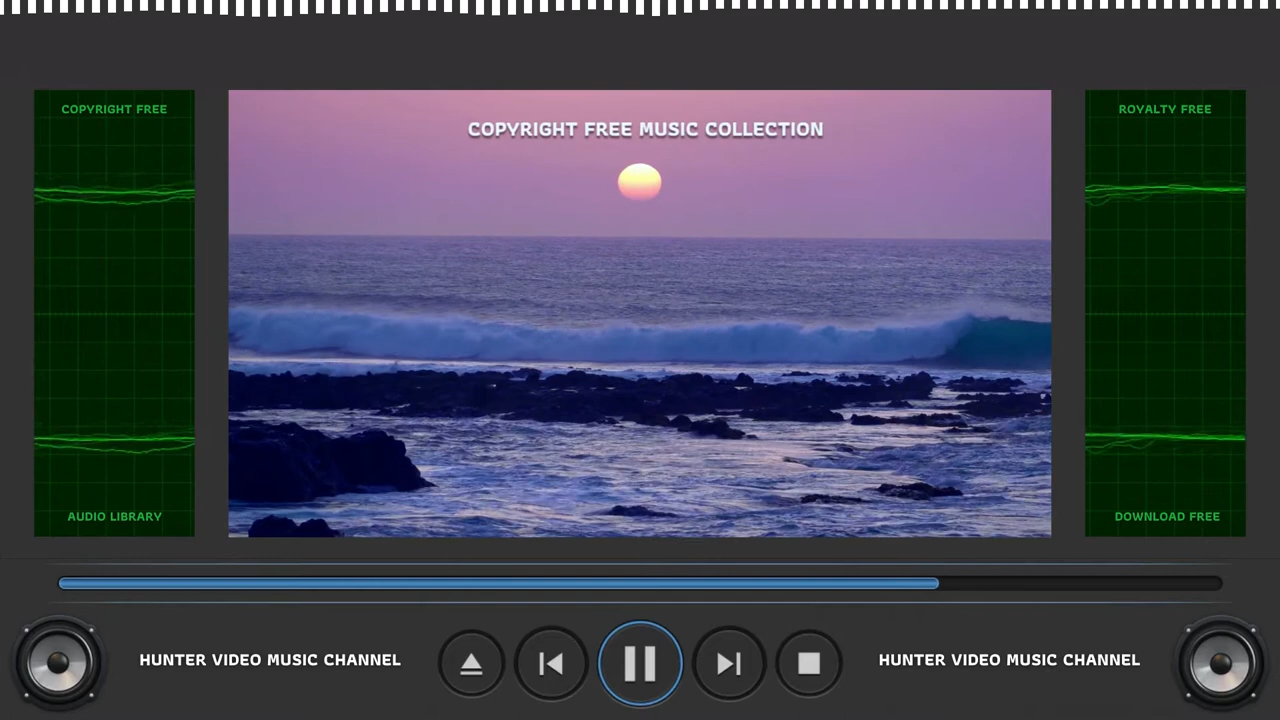 COPYRIGHT FREE
COPYRIGHT FREE MUSIC COLLECTION
ROYALTY FREE
AUDIO LIBRARY
DOWNLOAD FREE
HUNTER VIDEO MUSIC CHANNEL
HUNTER VIDEO MUSIC CHANNEL